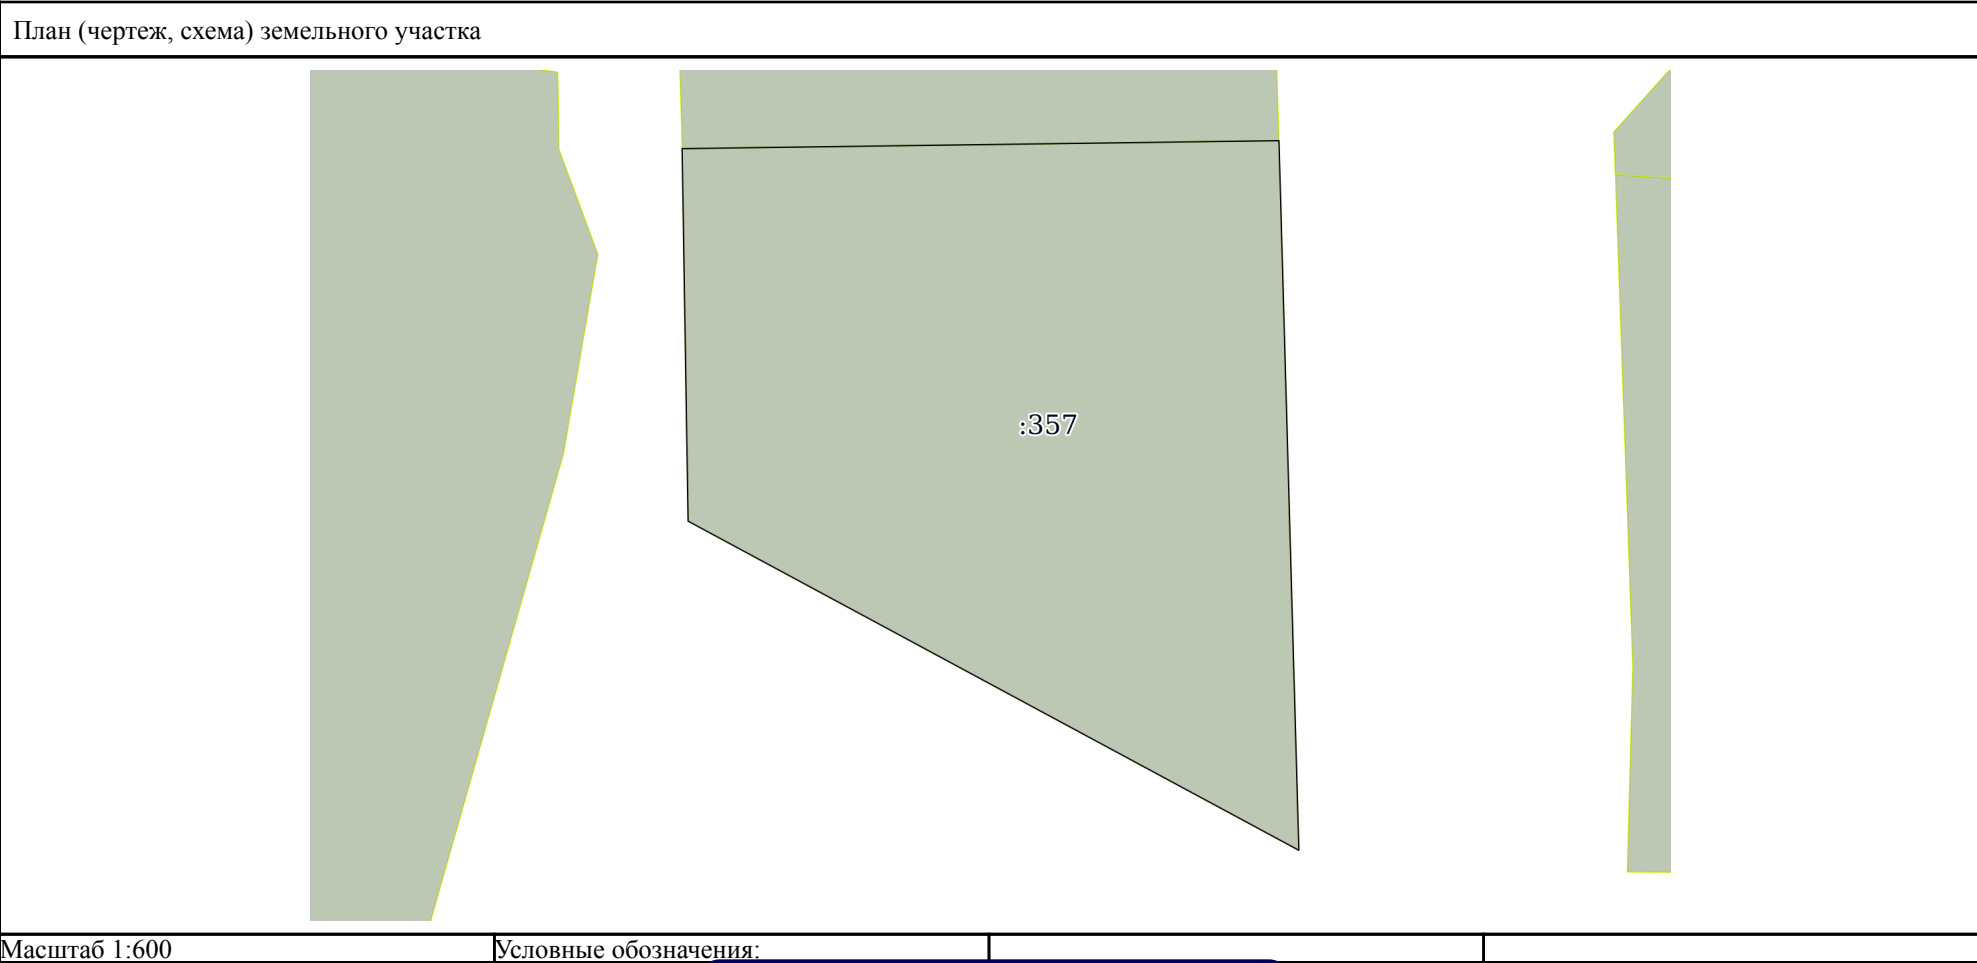 План (чертеж, схема) земельного участка
:357
Масштаб 1:600
Условные обозначения: